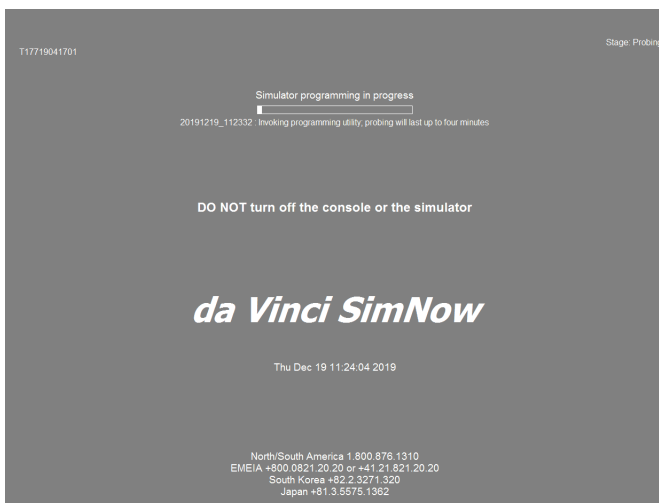 Stage: Probing
T17719041701
Simulator programming in progress
20191219_112332 : Invoking programming utility; probing will last up to four minutes
DO NOT turn off the console or the simulator
da Vinci SimNow
Thu Dec 19 11:24:04 2019
North/South America 1.800.876.1310
EMEIA +800.0821.20.20 or +41.21.821.20.20
South Korea +82.2.3271.320
Japan +81.3.5575.1362